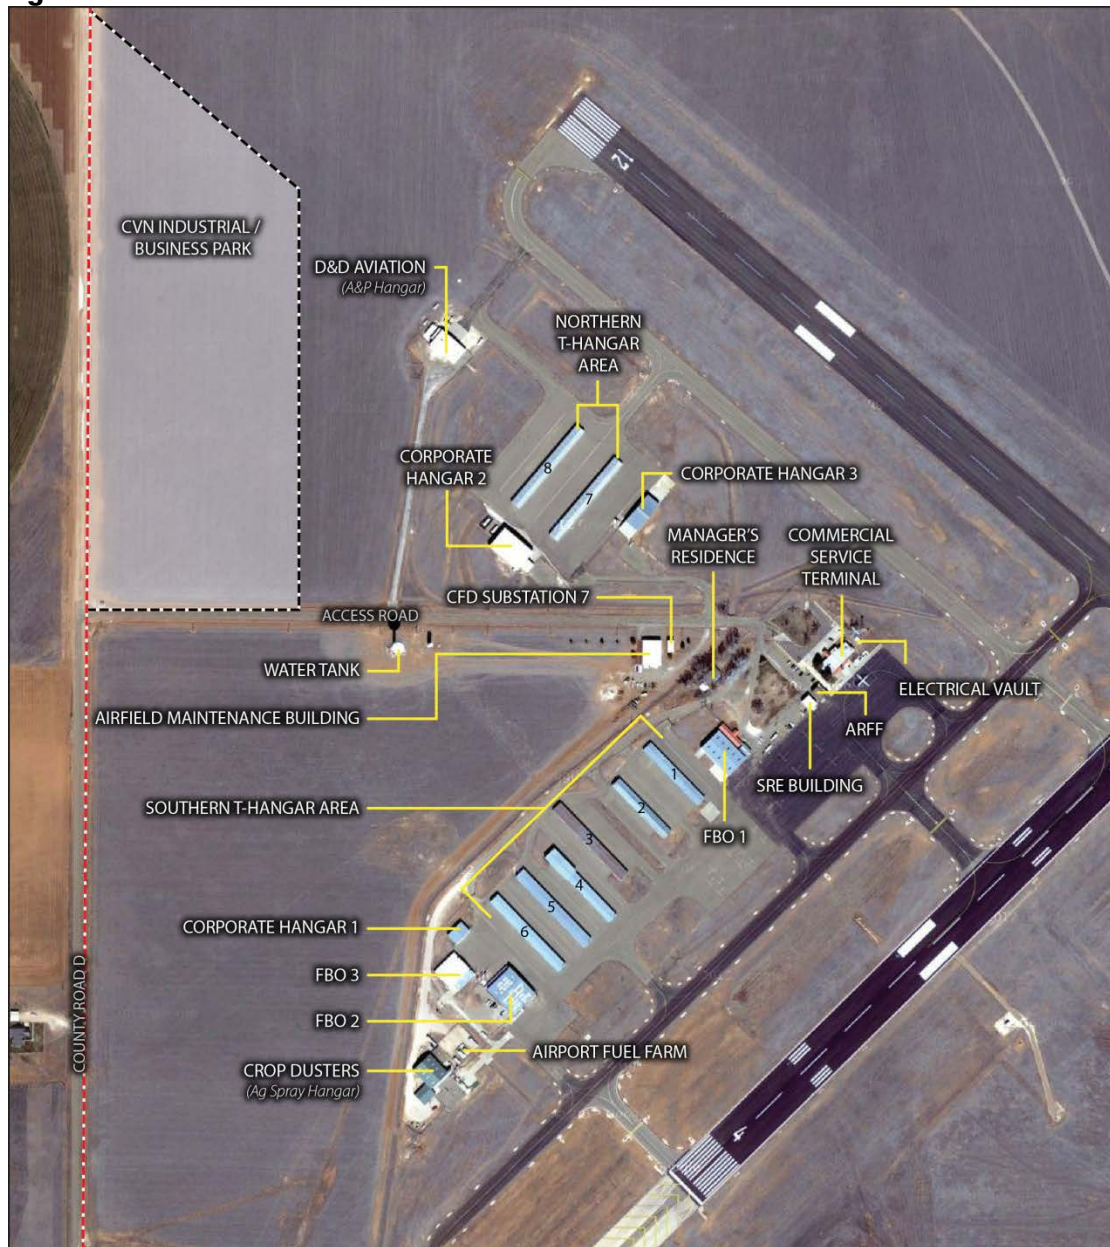 12
CVN INDUSTRIAL /
BUSINESS PARK
D&D AVIATION
(A&P Hangar)
NORTHERN
T-HANGAR
AREA
CORPORATE
HANGAR 2
8
7
CORPORATE HANGAR 3
MANAGER'S
RESIDENCE
COMMERCIAL
SERVICE
TERMINAL
CFD SUBSTATION 7
ACCESS ROAD
WATER TANK
ELECTRICAL VAULT
AIRFIELD MAINTENANCE BUILDING
ARFF
SRE BUILDING
SOUTHERN T-HANGAR AREA
1
2
3
4
5
6
FBO 1
CORPORATE HANGAR 1
FBO 3
FBO 2
AIRPORT FUEL FARM
CROP DUSTERS
(Ag Spray Hangar)
COUNTY ROAD D
4